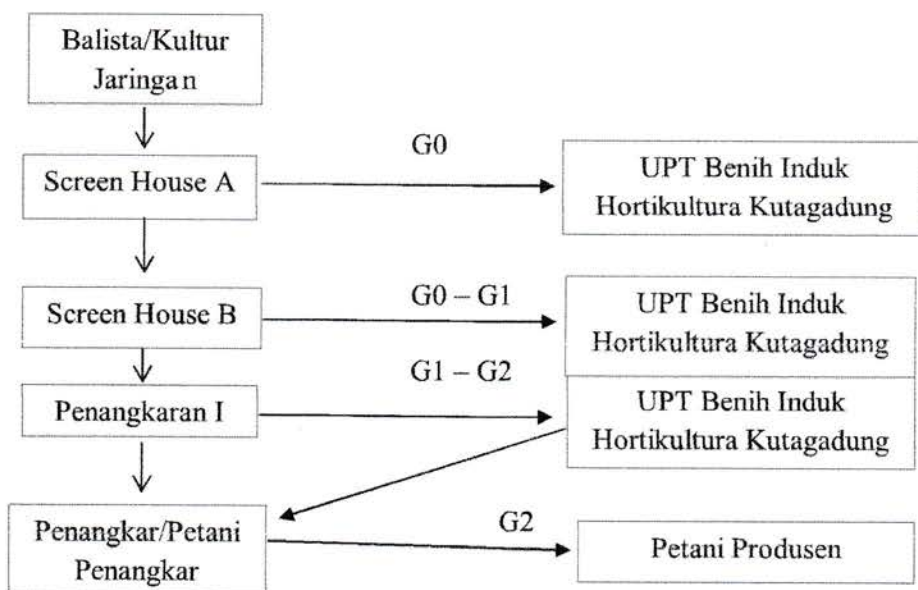 Balista/Kultur
Jaringan
G0
Screen House A
UPT Benih Induk
Hortikultura Kutagadung
Screen House B
G0 – G1
UPT Benih Induk
Hortikultura Kutagadung
G1 – G2
Penangkaran I
UPT Benih Induk
Hortikultura Kutagadung
Penangkar/Petani
Penangkar
G2
Petani Produsen